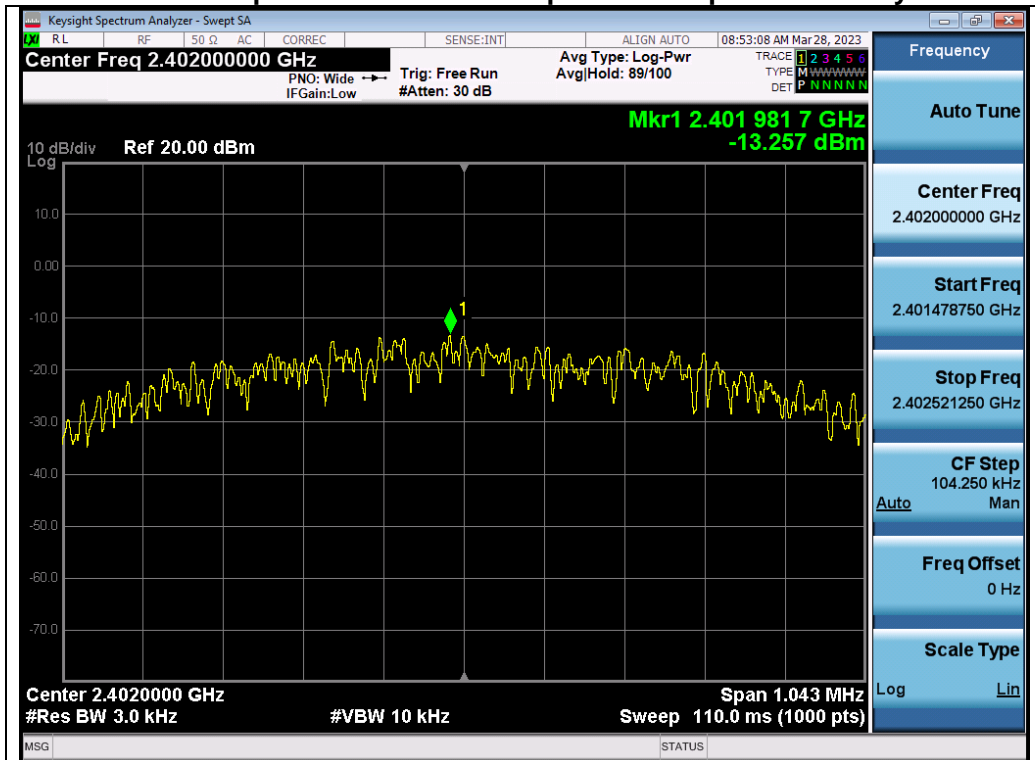 Keysight Spectrum Analyzer - Swept SA
LXI RL RF 50 Ω AC CORREC SENSE:INT ALIGN AUTO 08:53:08 AM Mar 28, 2023
Center Freq 2.402000000 GHz
PNO: Wide
IFGain:Low
Trig: Free Run
#Atten: 30 dB
Avg Type: Log-Pwr
Avg|Hold: 89/100
TRACE 1 2 3 4 5 6
TYPE M WWWWW
DET P N N N N N
Mkr1 2.401 981 7 GHz
-13.257 dBm
10 dB/div Ref 20.00 dBm
Log
10.0
0.00
1
-10.0
-20.0
-30.0
-40.0
-50.0
-60.0
-70.0
Center 2.4020000 GHz Span 1.043 MHz
#Res BW 3.0 kHz #VBW 10 kHz Sweep 110.0 ms (1000 pts)
MSG STATUS
Frequency
Auto Tune
Center Freq
2.402000000 GHz
Start Freq
2.401478750 GHz
Stop Freq
2.402521250 GHz
CF Step
104.250 kHz
Auto Man
Freq Offset
0 Hz
Scale Type
Log Lin